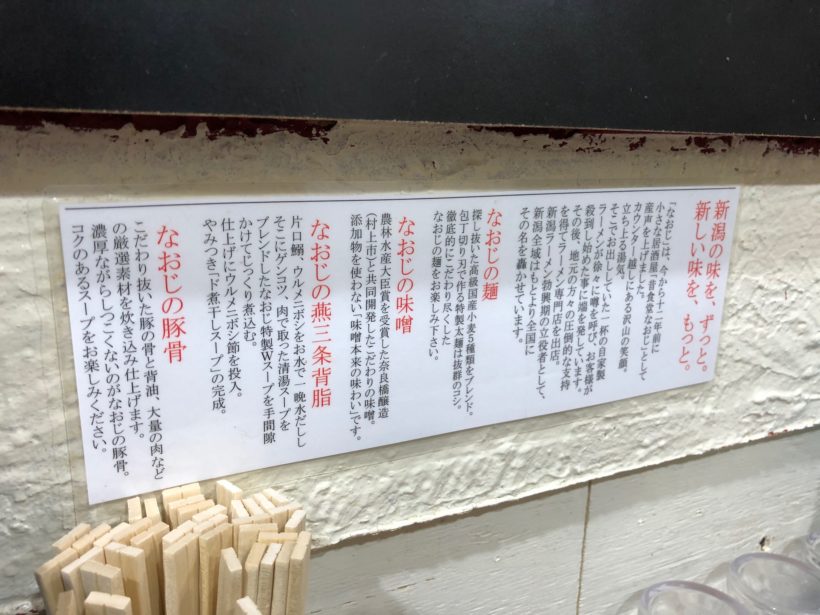 新潟の味を、ずっと。
新しい味を、もっと。
「なおじ」は、今から十二年前に
小さな居酒屋「昔食堂なおじ」として
産声を上げました。
カウンター越しにある沢山の笑顔。
立ち上る湯気。
そこでお出ししていた一杯の自家製
ラーメンが徐々に噂を呼び、お客様が
殺到し始めた事に端を発しています。
その後、地元の方々の圧倒的な支持
を得てラーメン専門店を出店。
新潟ラーメン勃興期の立役者として、
新潟全域はもとより全国に
その名を轟かせています。
なおじの麺
探し抜いた高級国産小麦5種類をブレンド。
包丁切り刃で作る特製太麺は抜群のコシ。
徹底的にこだわり尽くした
なおじの麺をお楽しみ下さい。
なおじの味噌
農林水産大臣賞を受賞した奈良橋醸造
(村上市)と共同開発したこだわりの味噌。
添加物を使わない「味噌本来の味わい」です。
なおじの燕三条背脂
片口鰯、ウルメニボシをお水で一晩水だしし
そこにゲンコツ、肉で取った清湯スープを
ブレンドしたなおじ特製Wスープを手間隙
かけてじっくり煮込む。
仕上げにウルメニボシ節を投入。
やみつき「ド煮干しスープ」の完成。
なおじの豚骨
こだわり抜いた豚の骨と背油、大量の肉など
の厳選素材を炊き込み仕上げます。
濃厚ながらしつこくないのがなおじの豚骨。
コクのあるスープをお楽しみください。